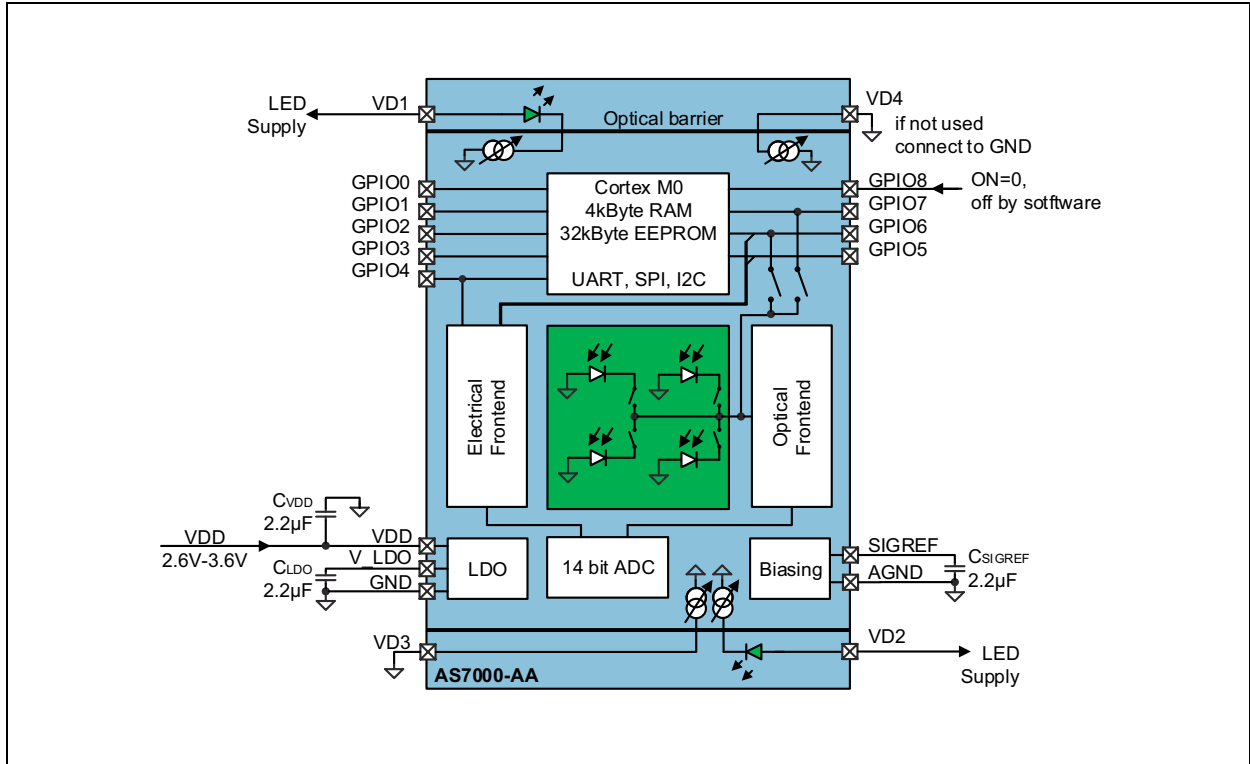 LED
Supply
VD1
Optical barrier
VD4
if not used
connect to GND
GPIO0
GPIO1
GPIO2
GPIO3
GPIO4
Cortex M0
4kByte RAM
32kByte EEPROM
UART, SPI, I2C
GPIO8
GPIO7
GPIO6
GPIO5
ON=0,
off by sotftware
Electrical
Frontend
Optical
Frontend
CVDD
2.2µF
VDD
2.6V-3.6V
VDD
V_LDO
GND
CLDO
2.2µF
LDO
14 bit ADC
Biasing
SIGREF
AGND
CSIGREF
2.2µF
VD3
AS7000-AA
VD2
LED
Supply